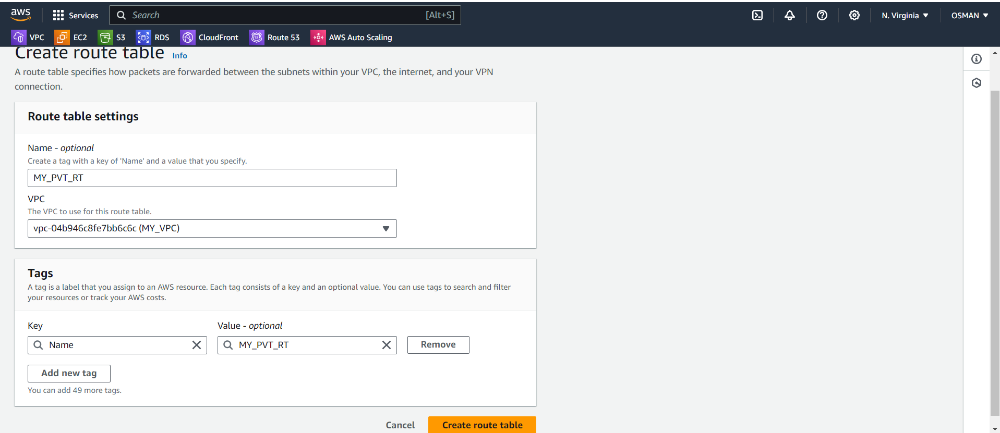 aws
Services
Search
[Alt+S]
N. Virginia
OSMAN
VPC
EC2
S3
RDS
CloudFront
Route 53
AWS Auto Scaling
Create route table Info
A route table specifies how packets are forwarded between the subnets within your VPC, the internet, and your VPN
connection.
Route table settings
Name - optional
Create a tag with a key of 'Name' and a value that you specify.
MY_PVT_RT
VPC
The VPC to use for this route table.
vpc-04b946c8fe7bb6c6c (MY_VPC)
Tags
A tag is a label that you assign to an AWS resource. Each tag consists of a key and an optional value. You can use tags to search and filter
your resources or track your AWS costs.
Key
Value - optional
Name
MY_PVT_RT
Remove
Add new tag
You can add 49 more tags.
Cancel
Create route table